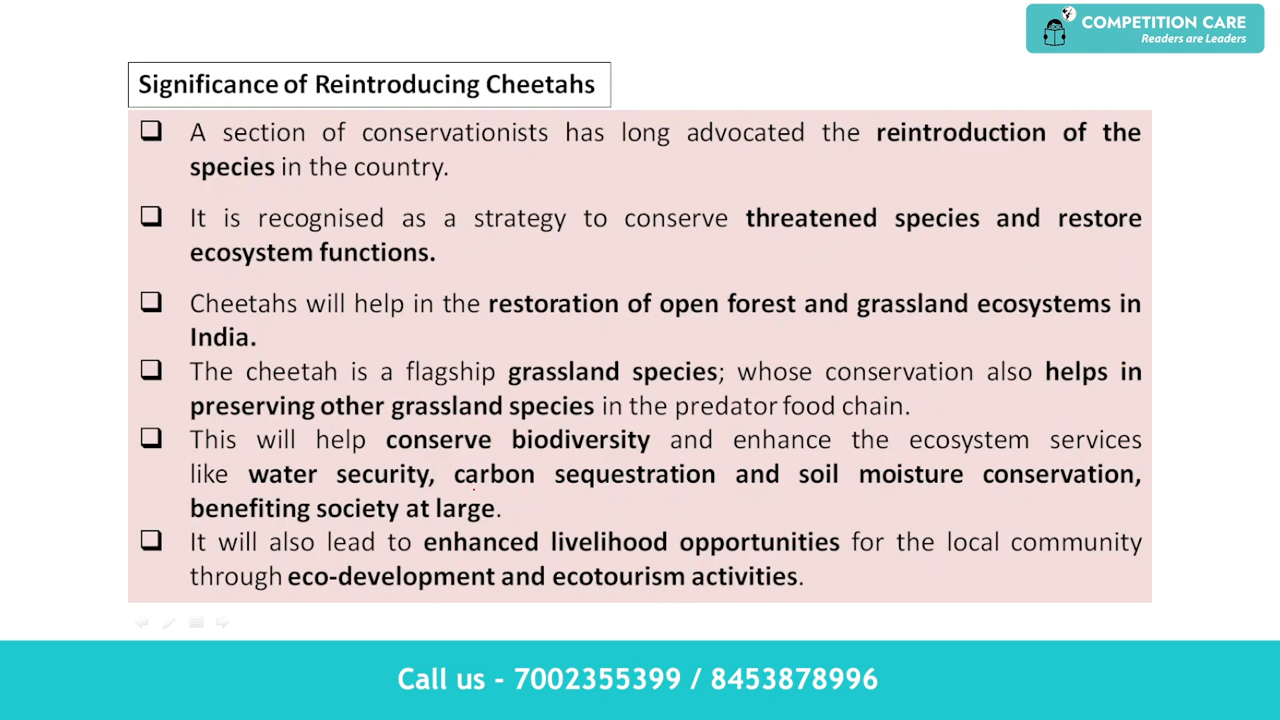 COMPETITION CARE
Readers are Leaders
Significance of Reintroducing Cheetahs
A section of conservationists has long advocated the reintroduction of the
species in the country.
It is recognised as a strategy to conserve threatened species and restore
ecosystem functions.
Cheetahs will help in the restoration of open forest and grassland ecosystems in
India.
The cheetah is a flagship grassland species; whose conservation also helps in
preserving other grassland species in the predator food chain.
This will help conserve biodiversity and enhance the ecosystem services
like water security, carbon sequestration and soil moisture conservation,
benefiting society at large.
It will also lead to enhanced livelihood opportunities for the local community
through eco-development and ecotourism activities.
Call us - 7002355399 / 8453878996